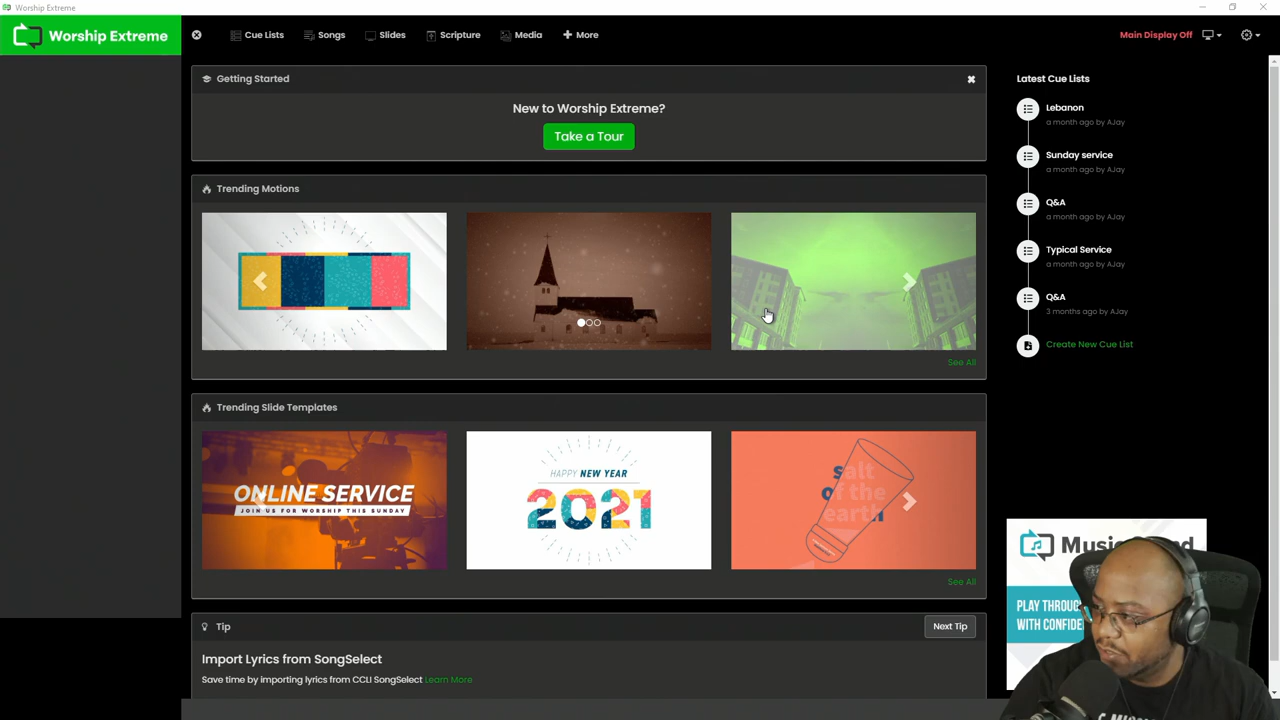 Worship Extreme
Worship Extreme
Cue Lists
Songs
Slides
Scripture
Media
More
Main Display Off
Getting Started
New to Worship Extreme?
Take a Tour
Trending Motions
See All
Trending Slide Templates
ONLINE SERVICE
JOIN US FOR WORSHIP THIS SUNDAY
HAPPY NEW YEAR
2021
salt
of the
earth
See All
Tip
Next Tip
Import Lyrics from SongSelect
Save time by importing lyrics from CCLI SongSelect Learn More
Latest Cue Lists
Lebanon
a month ago by AJay
Sunday service
a month ago by AJay
Q&A
a month ago by AJay
Typical Service
a month ago by AJay
Q&A
3 months ago by AJay
Create New Cue List
PLAY
WITH